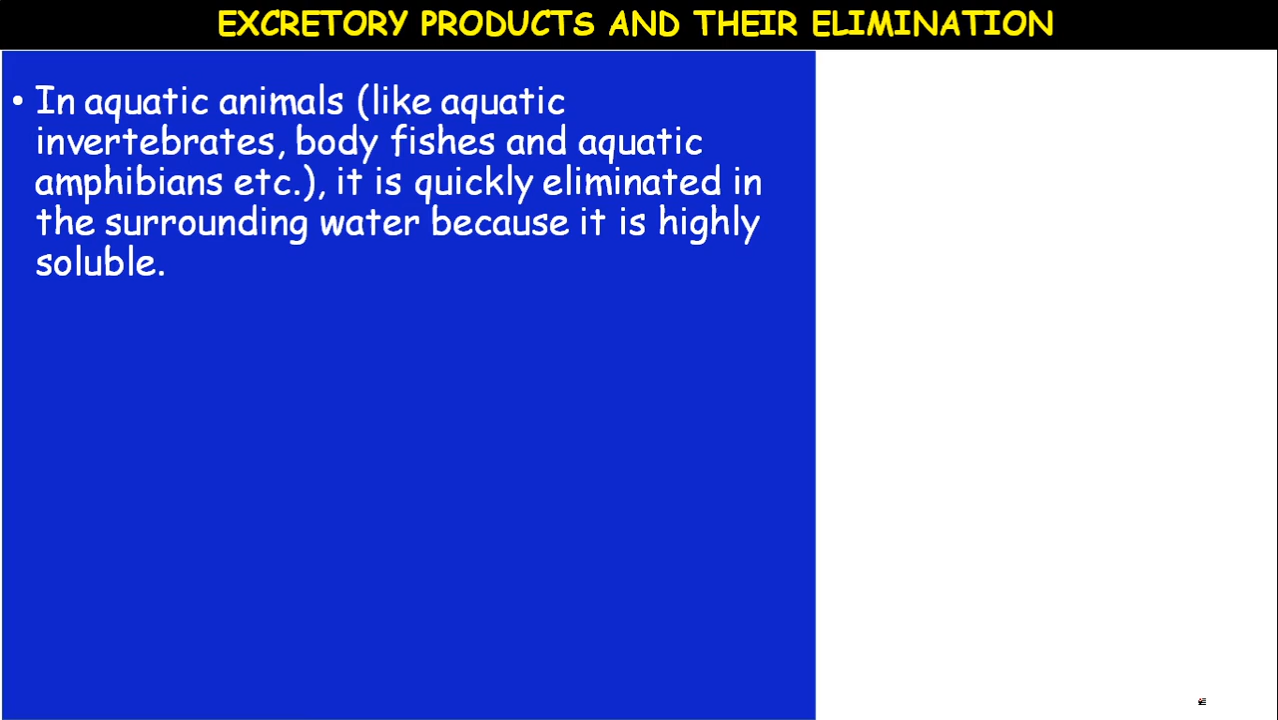 EXCRETORY PRODUCTS AND THEIR ELIMINATION
• In aquatic animals (like aquatic
invertebrates, body fishes and aquatic
amphibians etc.), it is quickly eliminated in
the surrounding water because it is highly
soluble.